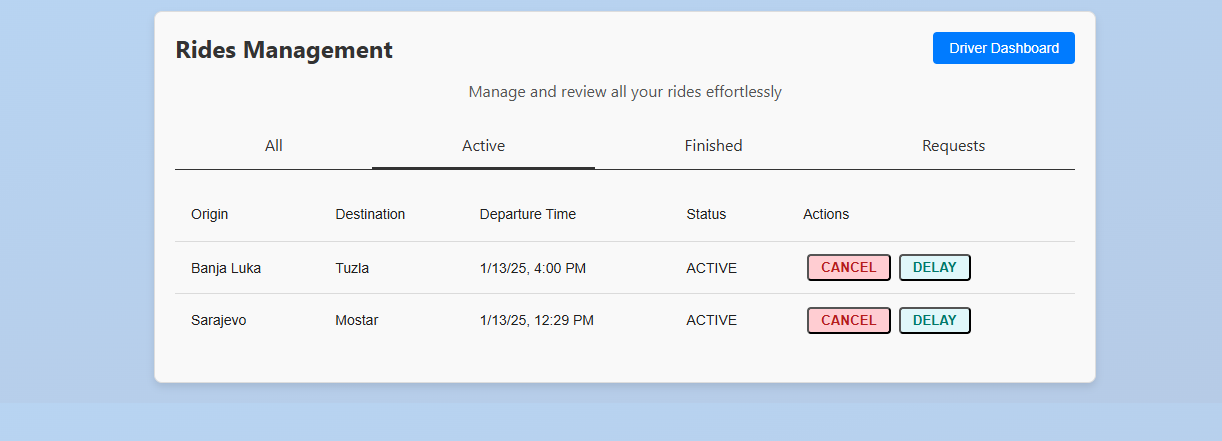 Rides Management
Driver Dashboard
Manage and review all your rides effortlessly
All Active Finished Requests
Origin Destination Departure Time Status Actions
Banja Luka Tuzla 1/13/25, 4:00 PM ACTIVE CANCEL DELAY
Sarajevo Mostar 1/13/25, 12:29 PM ACTIVE CANCEL DELAY